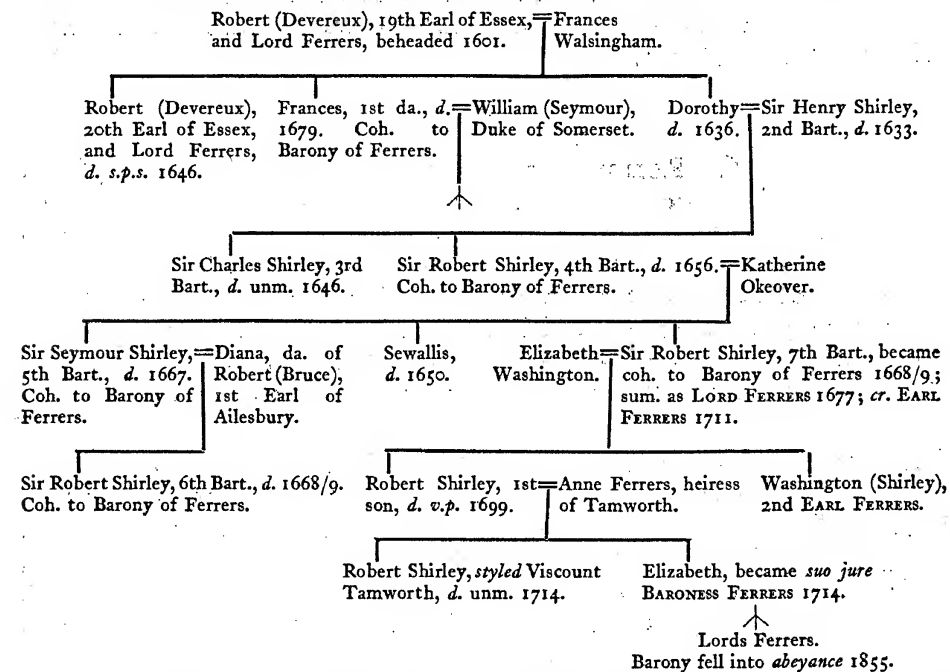 Robert (Devereux), 19th Earl of Essex,=Frances
and Lord Ferrers, beheaded 1601. Walsingham.
Robert (Devereux),
20th Earl of Essex,
and Lord Ferrers,
d. s.p.s. 1646.
Frances, 1st da., d.=William (Seymour),
1679. Coh. to Duke of Somerset.
Barony of Ferrers.
Dorothy=Sir Henry Shirley,
d. 1636. 2nd Bart., d. 1633.
Sir Charles Shirley, 3rd
Bart., d. unm. 1646.
Sir Robert Shirley, 4th Bart., d. 1656.=Katherine
Coh. to Barony of Ferrers. Okeover.
Sir Seymour Shirley,=Diana, da. of
5th Bart., d. 1667. Robert (Bruce),
Coh. to Barony of 1st Earl of
Ferrers. Ailesbury.
Sewallis,
d. 1650.
Elizabeth=Sir Robert Shirley, 7th Bart., became
Washington. coh. to Barony of Ferrers 1668/9;
sum. as LORD FERRERS 1677; cr. EARL
FERRERS 1711.
Sir Robert Shirley, 6th Bart., d. 1668/9.
Coh. to Barony of Ferrers.
Robert Shirley, 1st=Anne Ferrers, heiress
son, d. v.p. 1699. of Tamworth.
Washington (Shirley),
2nd EARL FERRERS.
Robert Shirley, styled Viscount
Tamworth, d. unm. 1714.
Elizabeth, became suo jure
BARONESS FERRERS 1714.
Lords Ferrers.
Barony fell into abeyance 1855.